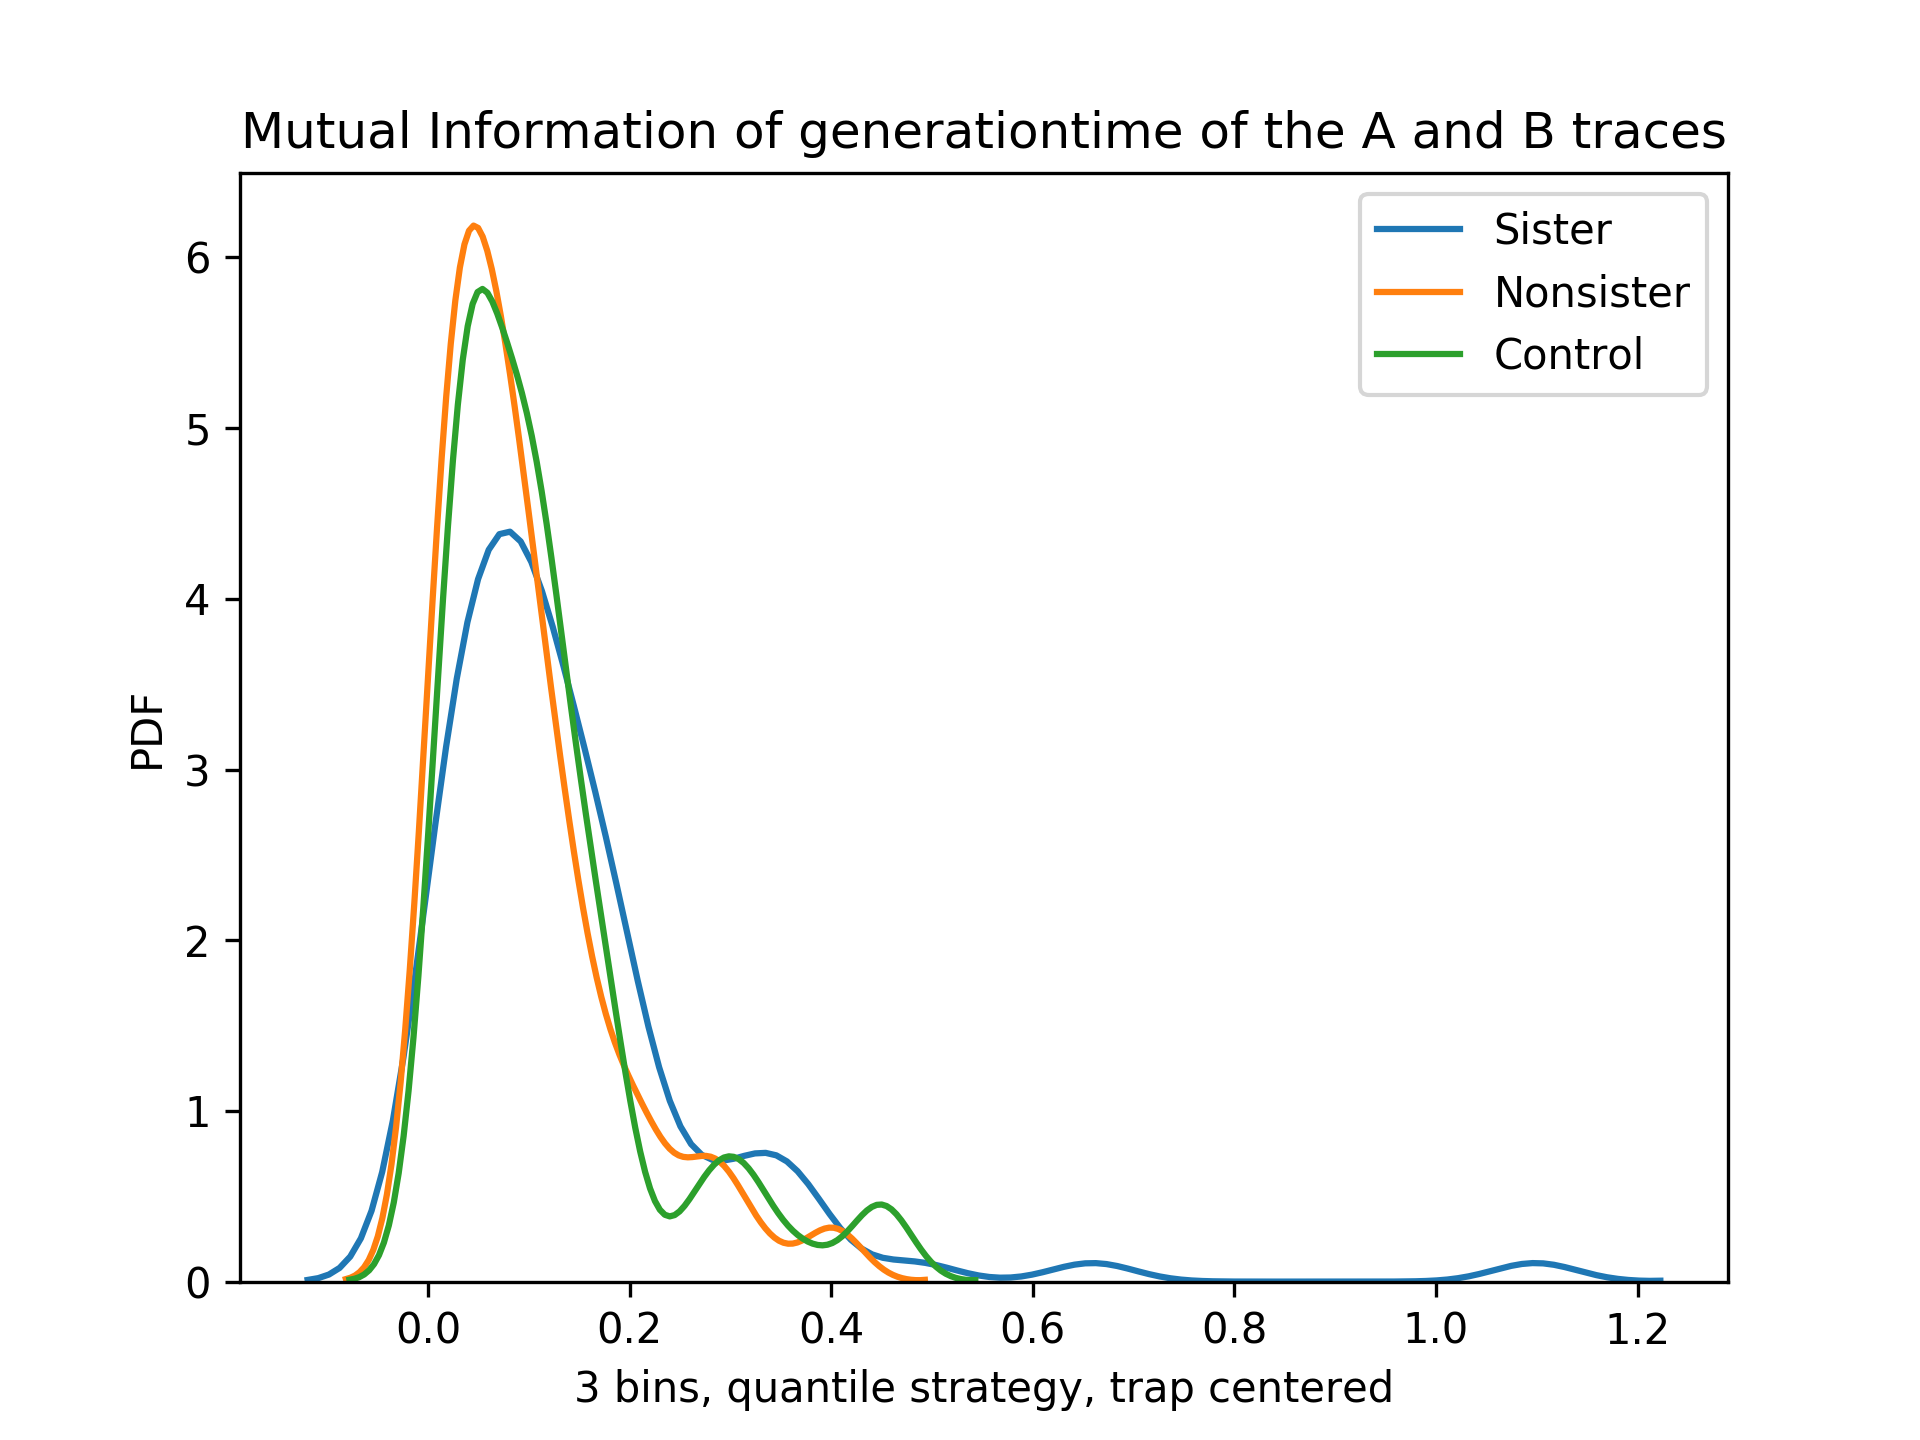 Mutual Information of generationtime of the A and B traces
Sister
Nonsister
Control
6
5
4
3
2
1
0
PDF
0.0 0.2 0.4 0.6 0.8 1.0 1.2
3 bins, quantile strategy, trap centered